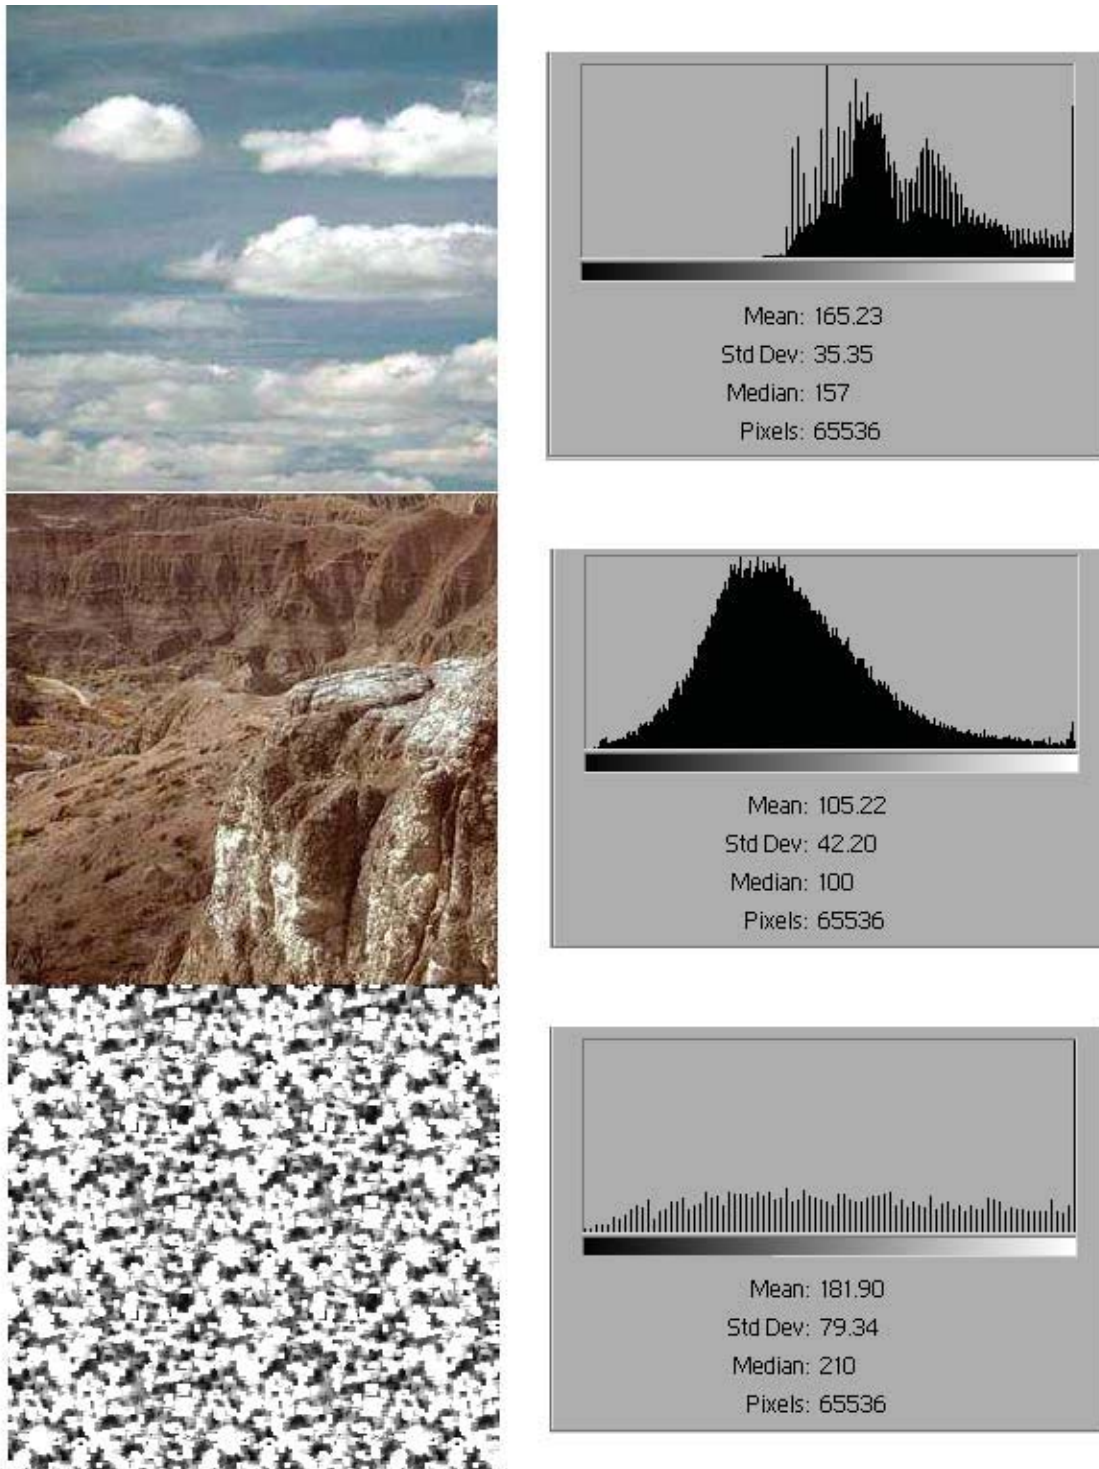 Mean: 165.23
Std Dev: 35.35
Median: 157
Pixels: 65536
Mean: 105.22
Std Dev: 42.20
Median: 100
Pixels: 65536
Mean: 181.90
Std Dev: 79.34
Median: 210
Pixels: 65536